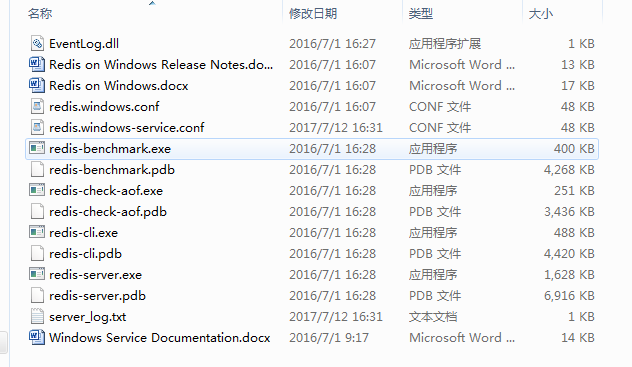 名称 修改日期 类型 大小
EventLog.dll 2016/7/1 16:27 应用程序扩展 1 KB
Redis on Windows Release Notes.do... 2016/7/1 16:07 Microsoft Word ... 13 KB
Redis on Windows.docx 2016/7/1 16:07 Microsoft Word ... 17 KB
redis.windows.conf 2016/7/1 16:07 CONF 文件 48 KB
redis.windows-service.conf 2017/7/12 16:31 CONF 文件 48 KB
redis-benchmark.exe 2016/7/1 16:28 应用程序 400 KB
redis-benchmark.pdb 2016/7/1 16:28 PDB 文件 4,268 KB
redis-check-aof.exe 2016/7/1 16:28 应用程序 251 KB
redis-check-aof.pdb 2016/7/1 16:28 PDB 文件 3,436 KB
redis-cli.exe 2016/7/1 16:28 应用程序 488 KB
redis-cli.pdb 2016/7/1 16:28 PDB 文件 4,420 KB
redis-server.exe 2016/7/1 16:28 应用程序 1,628 KB
redis-server.pdb 2016/7/1 16:28 PDB 文件 6,916 KB
server_log.txt 2017/7/12 16:31 文本文档 1 KB
Windows Service Documentation.docx 2016/7/1 9:17 Microsoft Word ... 14 KB